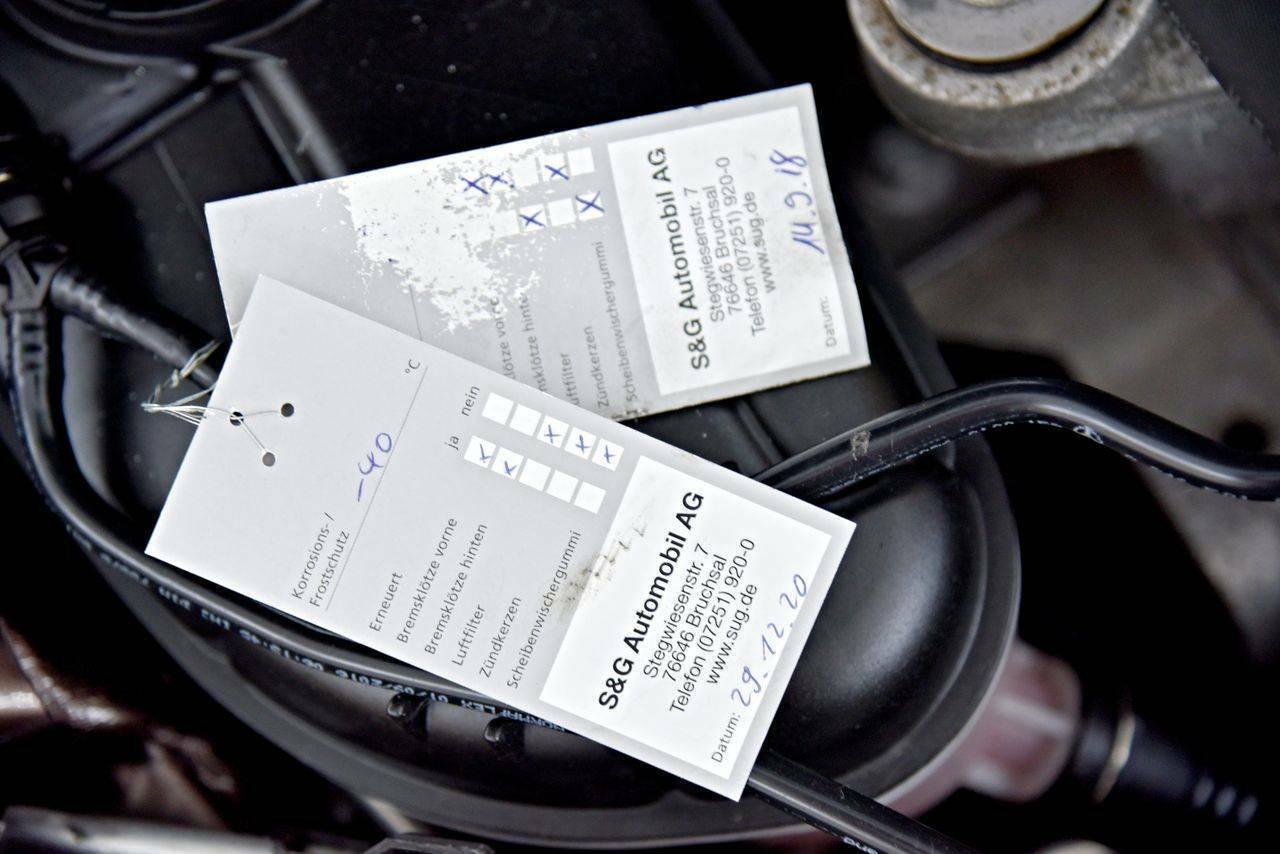 S&G Automobil AG
Stegwiesenstr. 7
76646 Bruchsal
Telefon (07251) 920-0
www.sug.de
Datum: 14.9.18
hinten
Zündkerzen
Scheibenwischergummi
Korrosions- /
Frostschutz -40 °C
Erneuert ja nein
Bremsklötze vorne x
Bremsklötze hinten x
Luftfilter x
Zündkerzen x
Scheibenwischergummi x
S&G Automobil AG
Stegwiesenstr. 7
76646 Bruchsal
Telefon (07251) 920-0
www.sug.de
Datum: 29.12.20